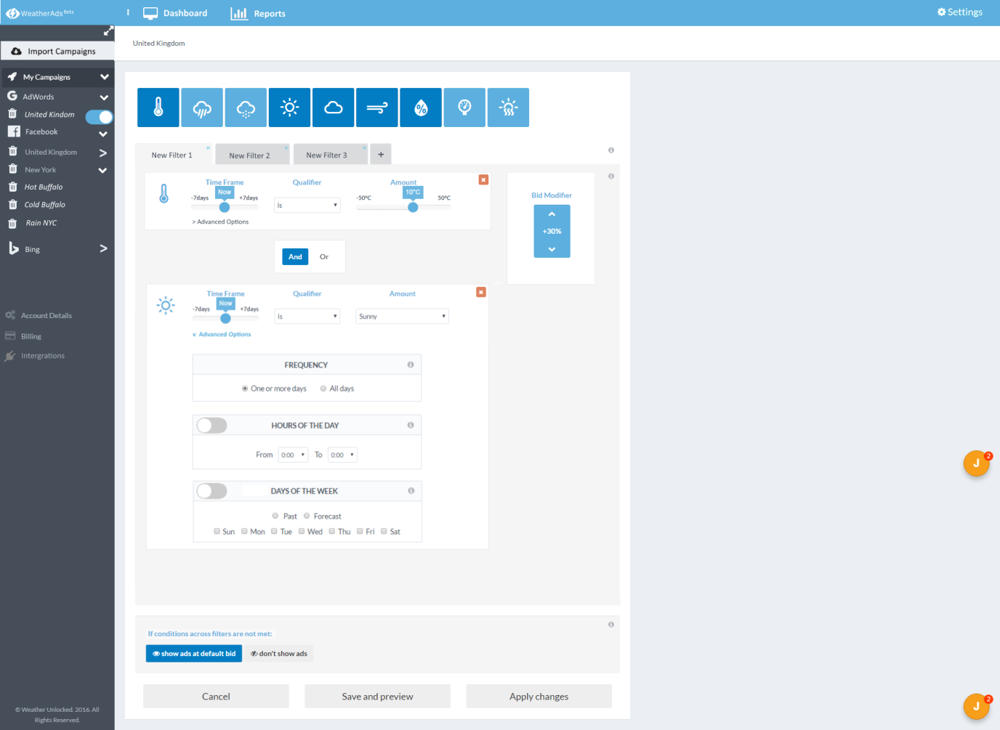 WeatherAds Beta
Dashboard
Reports
Settings
Import Campaigns
United Kingdom
My Campaigns
AdWords
United Kindom
Facebook
United Kingdom
New York
Hot Buffalo
Cold Buffalo
Rain NYC
Bing
Account Details
Billing
Intergrations
© Weather Unlocked. 2016. All
Rights Reserved.
%
New Filter 1 ×
New Filter 2 ×
New Filter 3 ×
+
Time Frame Qualifier Amount
-7days Now +7days is -50°C 10°C 50°C
> Advanced Options
Bid Modifier
+30%
And Or
Time Frame Qualifier Amount
-7days Now +7days is Sunny
v Advanced Options
FREQUENCY
One or more days All days
HOURS OF THE DAY
From 0:00 To 0:00
DAYS OF THE WEEK
Past Forecast
Sun Mon Tue Wed Thu Fri Sat
If conditions across filters are not met:
show ads at default bid don't show ads
Cancel Save and preview Apply changes
J 2
J 2